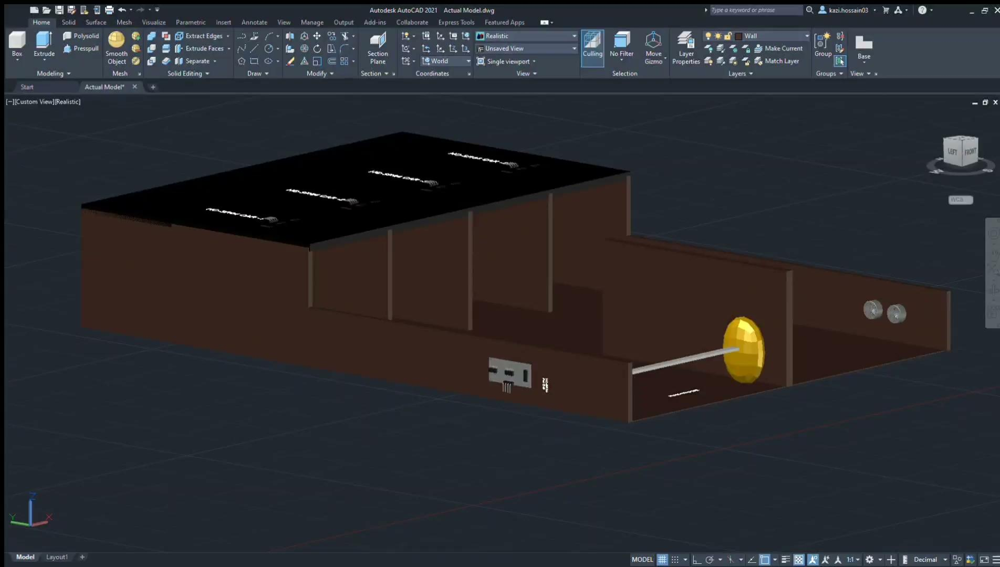 Autodesk AutoCAD 2021 Actual Model.dwg
Type a keyword or phrase
kazi.hossain03
Home Solid Surface Mesh Visualize Parametric Insert Annotate View Manage Output Add-ins Collaborate Express Tools Featured Apps
Polysolid
Extract Edges
Realistic
Wall
Presspull
Extrude Faces
Unsaved View
Make Current
Box
Extrude
Smooth Object
Separate
Section Plane
World
Single viewport
Culling
No Filter
Move Gizmo
Layer Properties
Match Layer
Group
Base
Modeling
Mesh
Solid Editing
Draw
Modify
Section
Coordinates
View
Selection
Layers
Groups
View
Start
Actual Model*
[−][Custom View][Realistic]
LEFT
FRONT
S
WCS
Z
Y
X
Model
Layout1
MODEL
1:1
Decimal